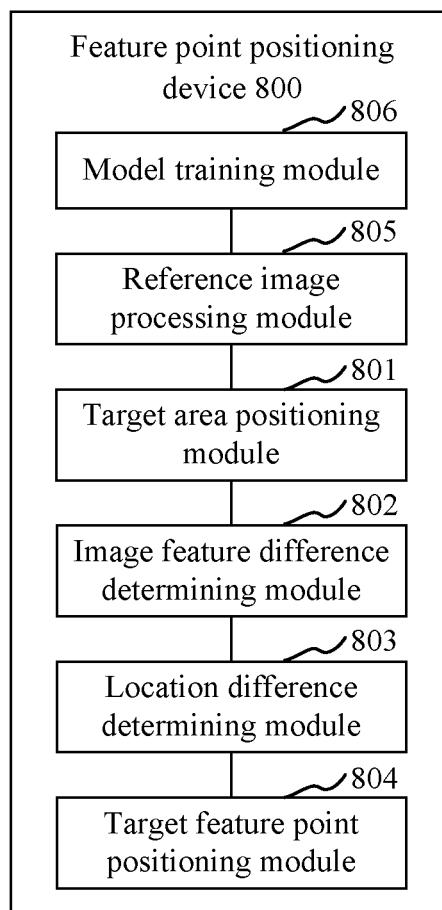 Feature point positioning
device 800
806
Model training module
805
Reference image
processing module
801
Target area positioning
module
802
Image feature difference
determining module
803
Location difference
determining module
804
Target feature point
positioning module